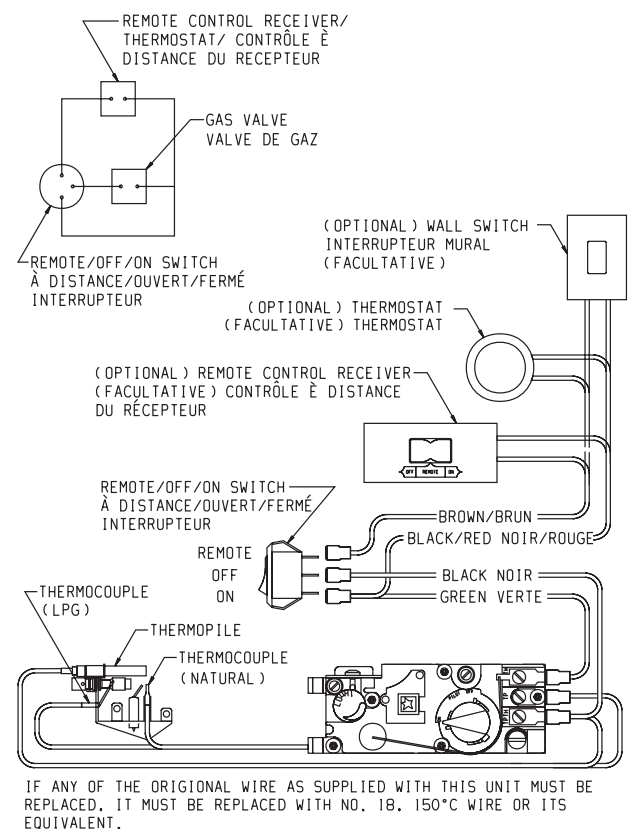 REMOTE CONTROL RECEIVER/
THERMOSTAT/ CONTRÔLE È
DISTANCE DU RECEPTEUR
GAS VALVE
VALVE DE GAZ
REMOTE/OFF/ON SWITCH
À DISTANCE/OUVERT/FERMÉ
INTERRUPTEUR
(OPTIONAL) WALL SWITCH
INTERRUPTEUR MURAL
(FACULTATIVE)
(OPTIONAL) THERMOSTAT
(FACULTATIVE) THERMOSTAT
(OPTIONAL) REMOTE CONTROL RECEIVER
(FACULTATIVE) CONTRÔLE È DISTANCE
DU RÉCEPTEUR
OFF REMOTE ON
REMOTE/OFF/ON SWITCH
À DISTANCE/OUVERT/FERMÉ
INTERRUPTEUR
REMOTE
OFF
ON
BROWN/BRUN
BLACK/RED NOIR/ROUGE
BLACK NOIR
GREEN VERTE
THERMOCOUPLE
(LPG)
THERMOPILE
THERMOCOUPLE
(NATURAL)
PILOT OFF
TH
TP
TPTH
IF ANY OF THE ORIGIONAL WIRE AS SUPPLIED WITH THIS UNIT MUST BE
REPLACED, IT MUST BE REPLACED WITH NO. 18, 150°C WIRE OR ITS
EQUIVALENT.